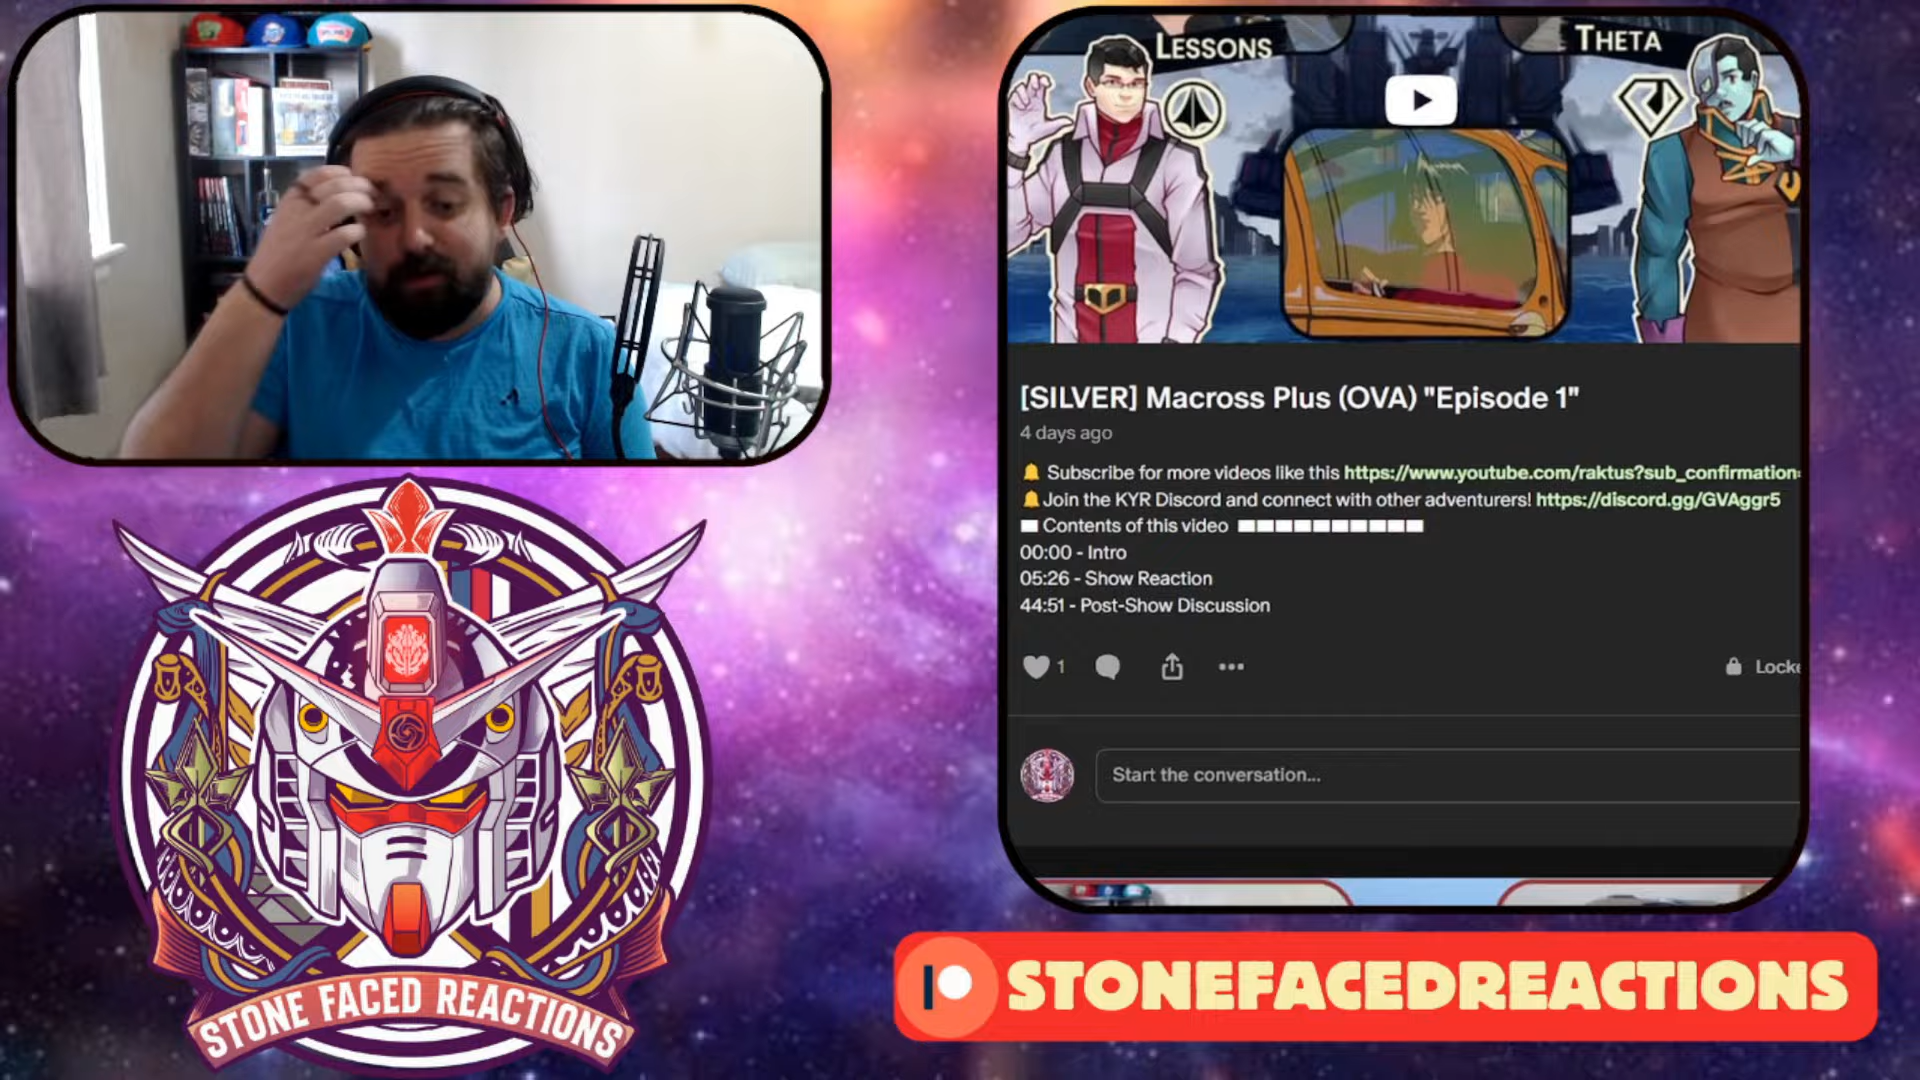 LESSONS
THETA
[SILVER] Macross Plus (OVA) "Episode 1"
4 days ago
🔔 Subscribe for more videos like this https://www.youtube.com/raktus?sub_confirmation=
🔔Join the KYR Discord and connect with other adventurers! https://discord.gg/GVAggr5
Contents of this video
00:00 - Intro
05:26 - Show Reaction
44:51 - Post-Show Discussion
1
Locke
Start the conversation...
STONE FACED REACTIONS
STONEFACEDREACTIONS